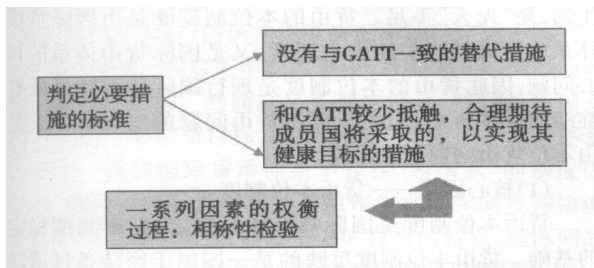 没有与GATT一致的替代措施
判定必要措
施的标准
和GATT较少抵触，合理期待
成员国将采取的，以实现其
健康目标的措施
一系列因素的权衡
过程：相称性检验